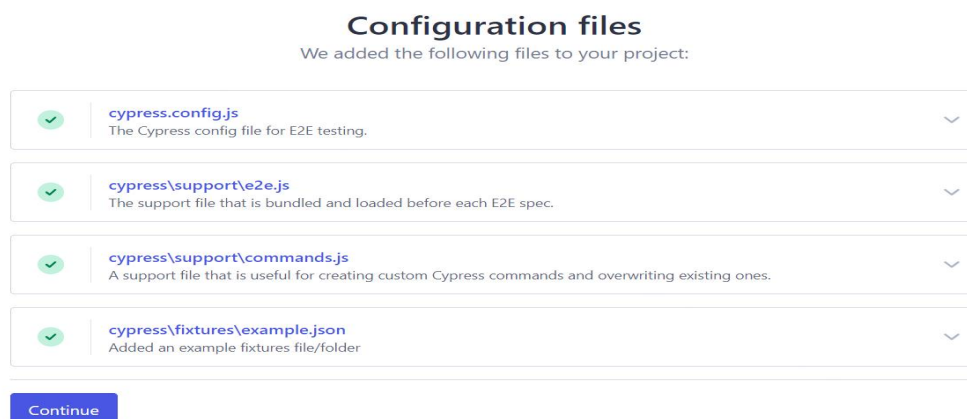 Configuration files
We added the following files to your project:
cypress.config.js
The Cypress config file for E2E testing.
cypress\support\e2e.js
The support file that is bundled and loaded before each E2E spec.
cypress\support\commands.js
A support file that is useful for creating custom Cypress commands and overwriting existing ones.
cypress\fixtures\example.json
Added an example fixtures file/folder
Continue